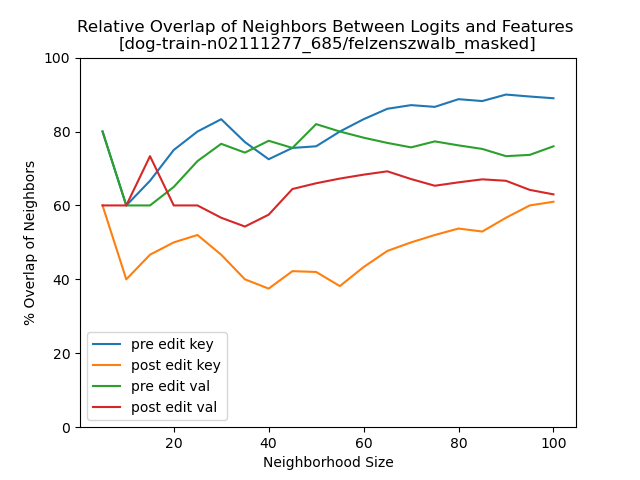 Relative Overlap of Neighbors Between Logits and Features
[dog-train-n02111277_685/felzenszwalb_masked]
100
80
60
40
20
0
% Overlap of Neighbors
pre edit key
post edit key
pre edit val
post edit val
20 40 60 80 100
Neighborhood Size